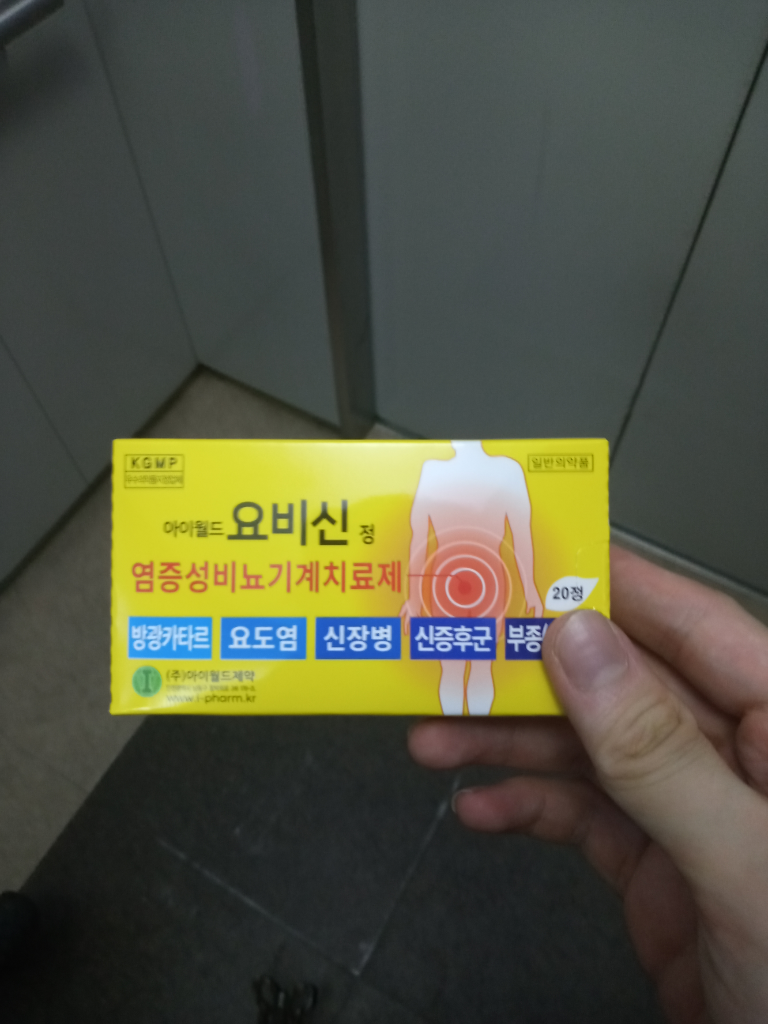 KGMP
일반의약품
아이월드 요비신 정
염증성비뇨기계치료제
20정
방광카타르 요도염 신장병 신증후군 부종
(주)아이월드제약
www.i-pharm.kr